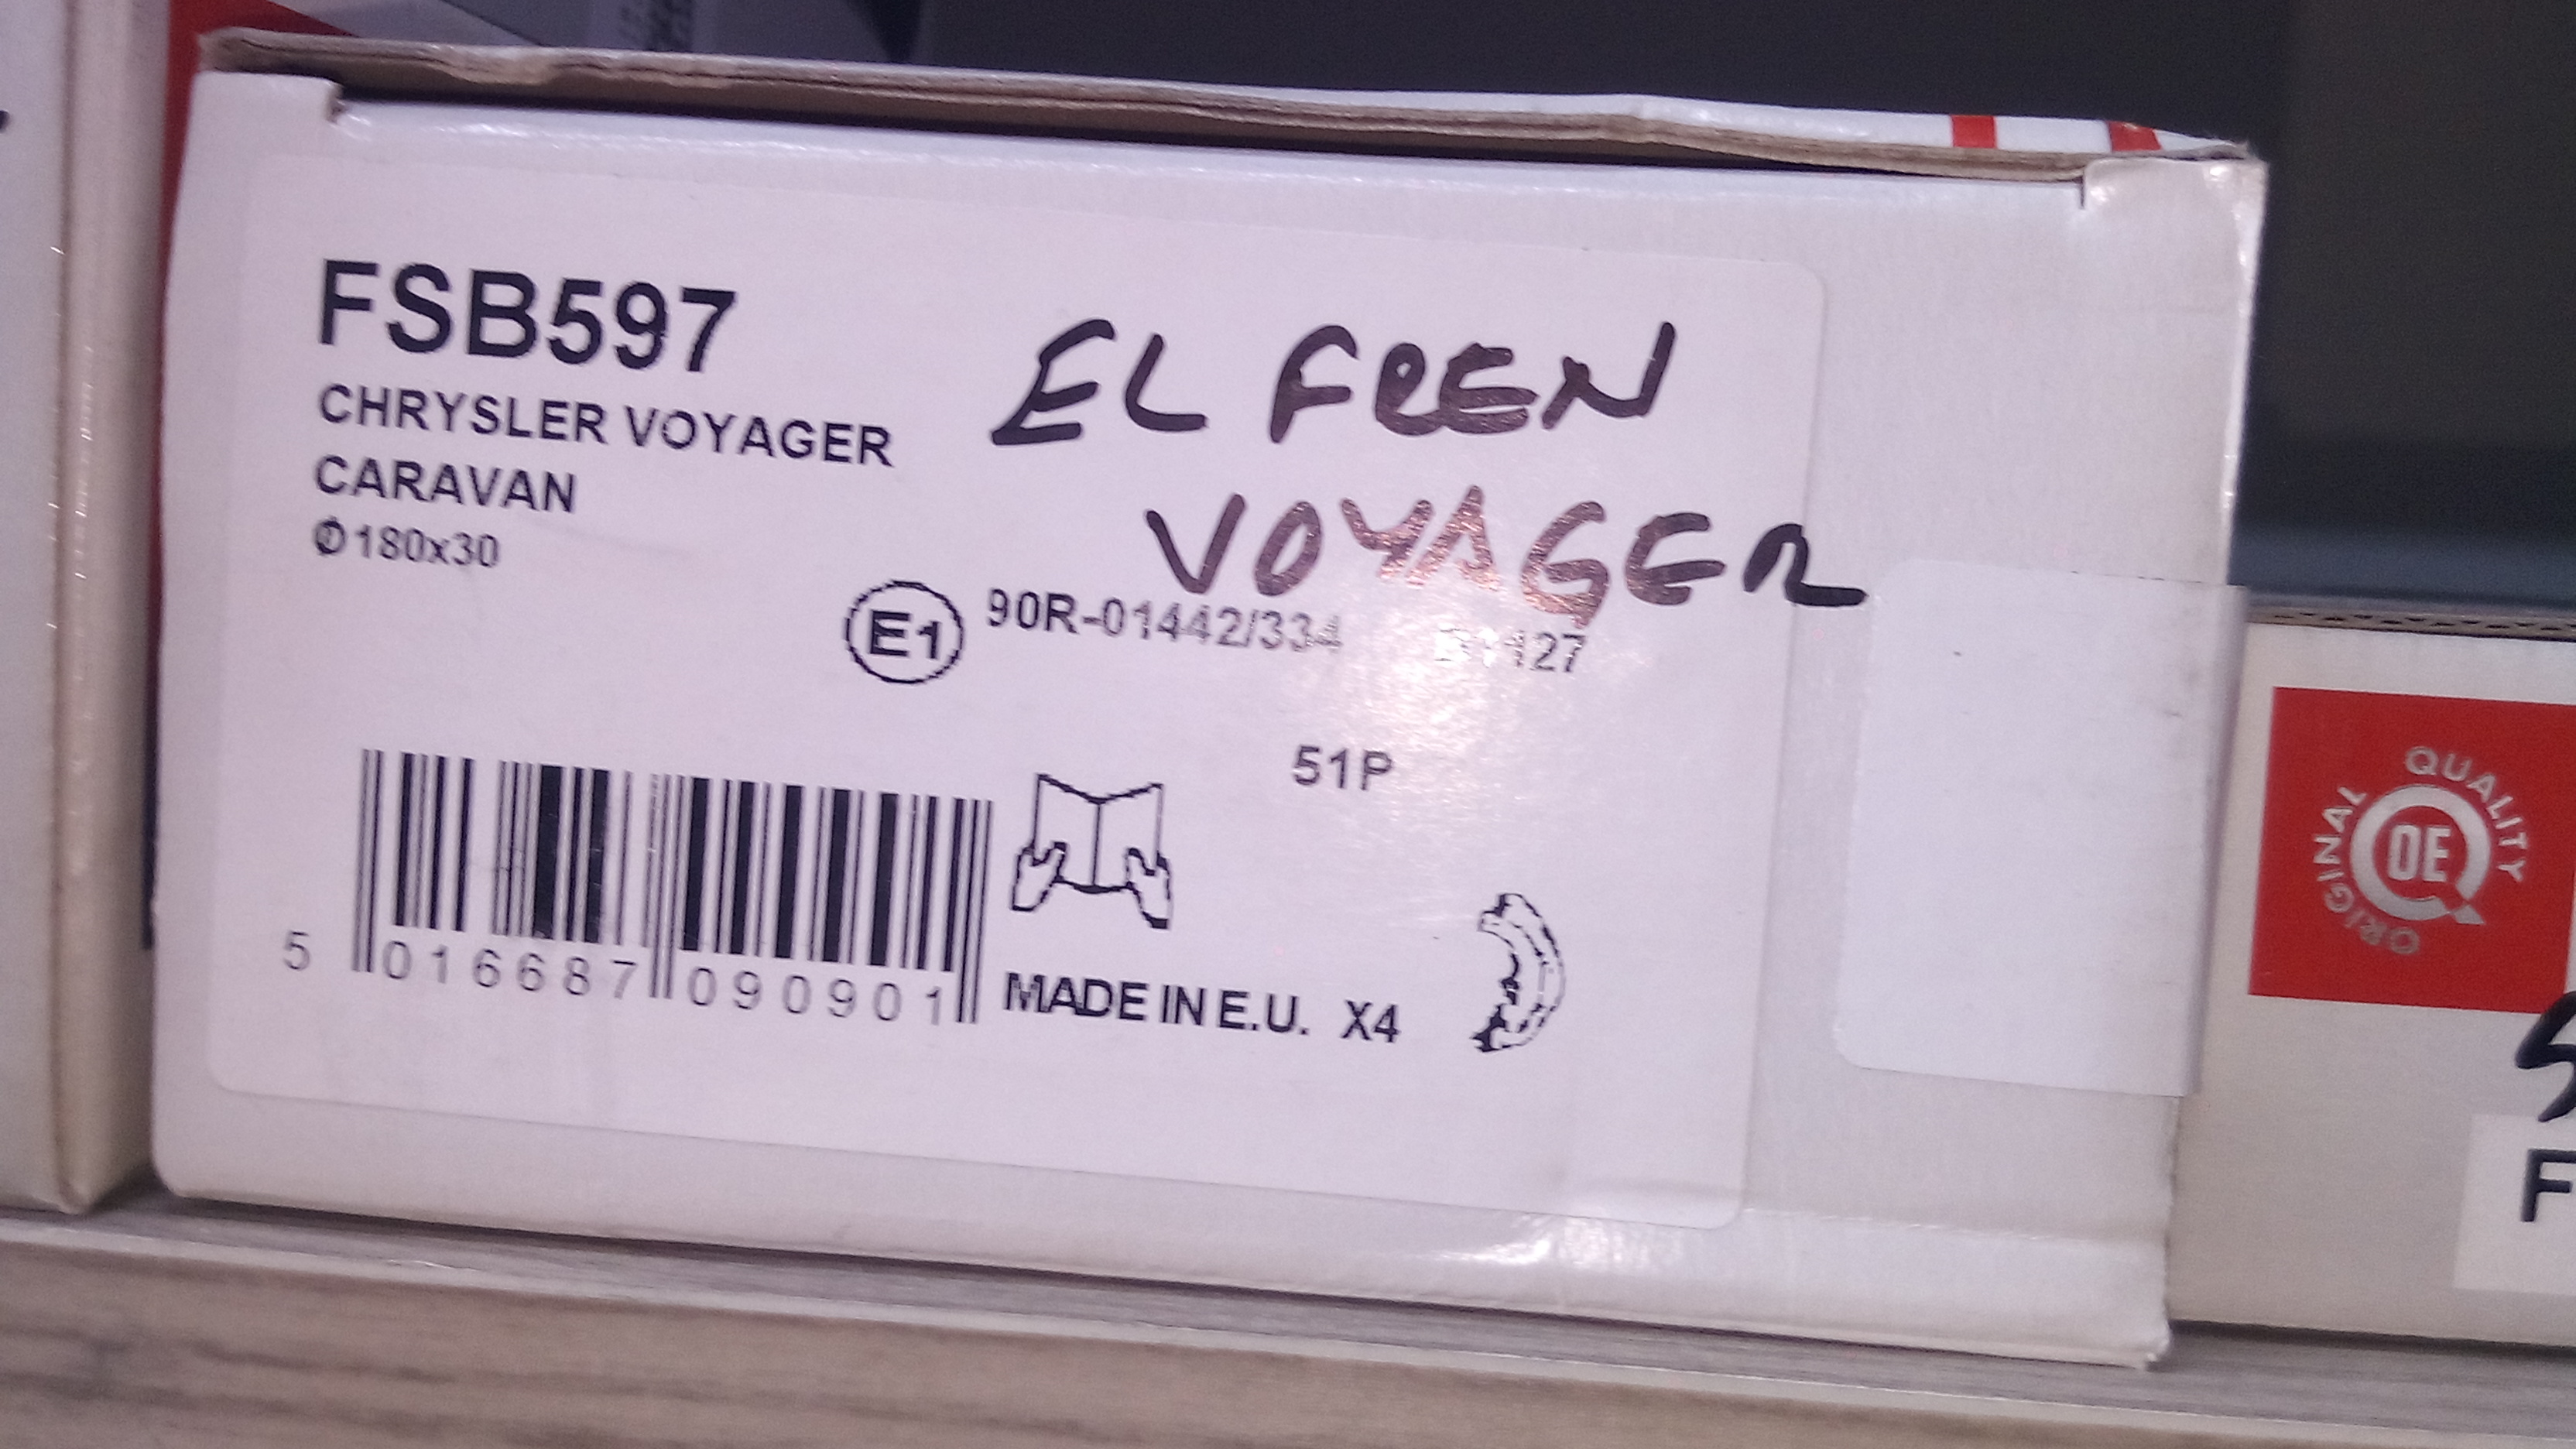 FSB597
CHRYSLER VOYAGER
CARAVAN
Ø180x30
EL FREN
VOYAGER
E1 90R-01442/334
51P
5 016687 090901
MADE IN E.U. X4
ORIGINAL QUALITY
OE
F